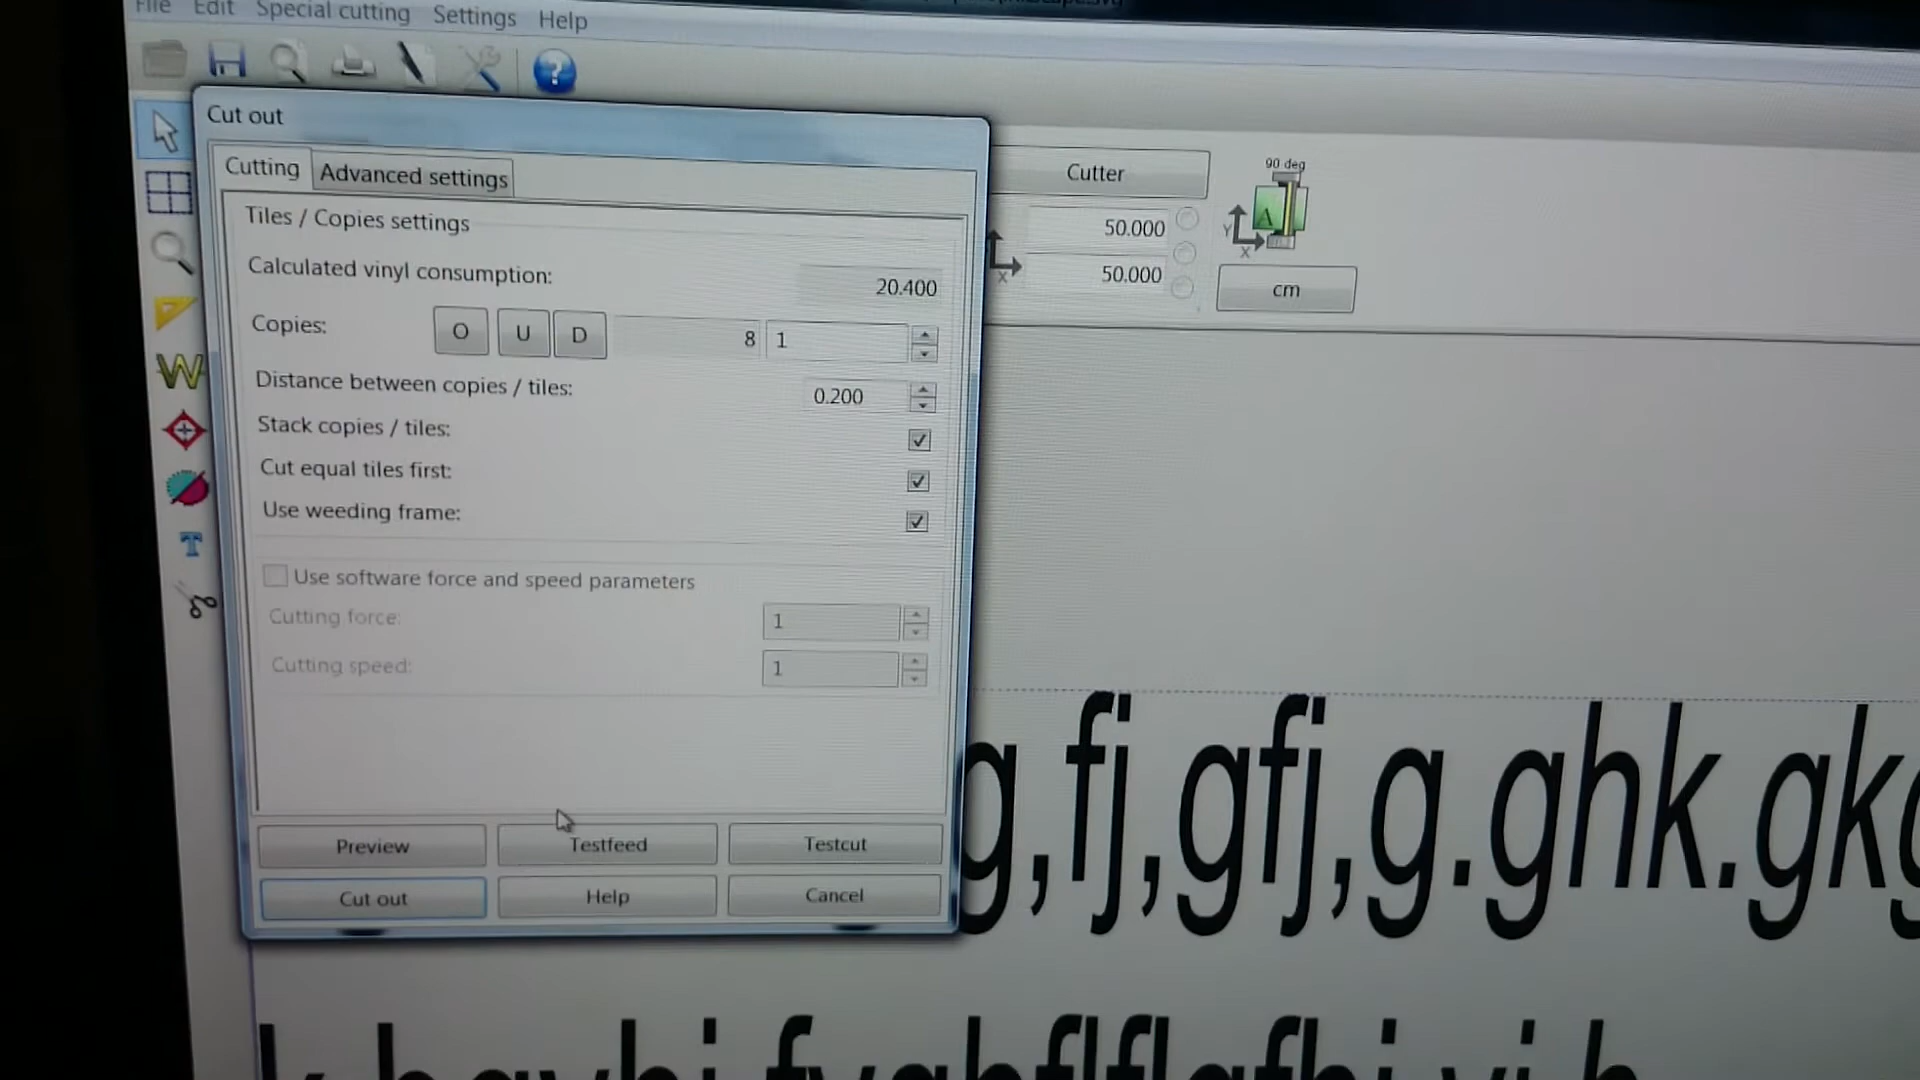 File Edit Special cutting Settings Help
Cut out
Cutting Advanced settings
Tiles / Copies settings
Calculated vinyl consumption: 20.400
Copies: O U D 8 1
Distance between copies / tiles: 0.200
Stack copies / tiles:
Cut equal tiles first:
Use weeding frame:
Use software force and speed parameters
Cutting force: 1
Cutting speed: 1
Preview Testfeed Testcut
Cut out Help Cancel
Cutter
90 deg
50.000
50.000
cm
A
Y
X
X
W
T
g,fj,gfj,g.ghk.gk